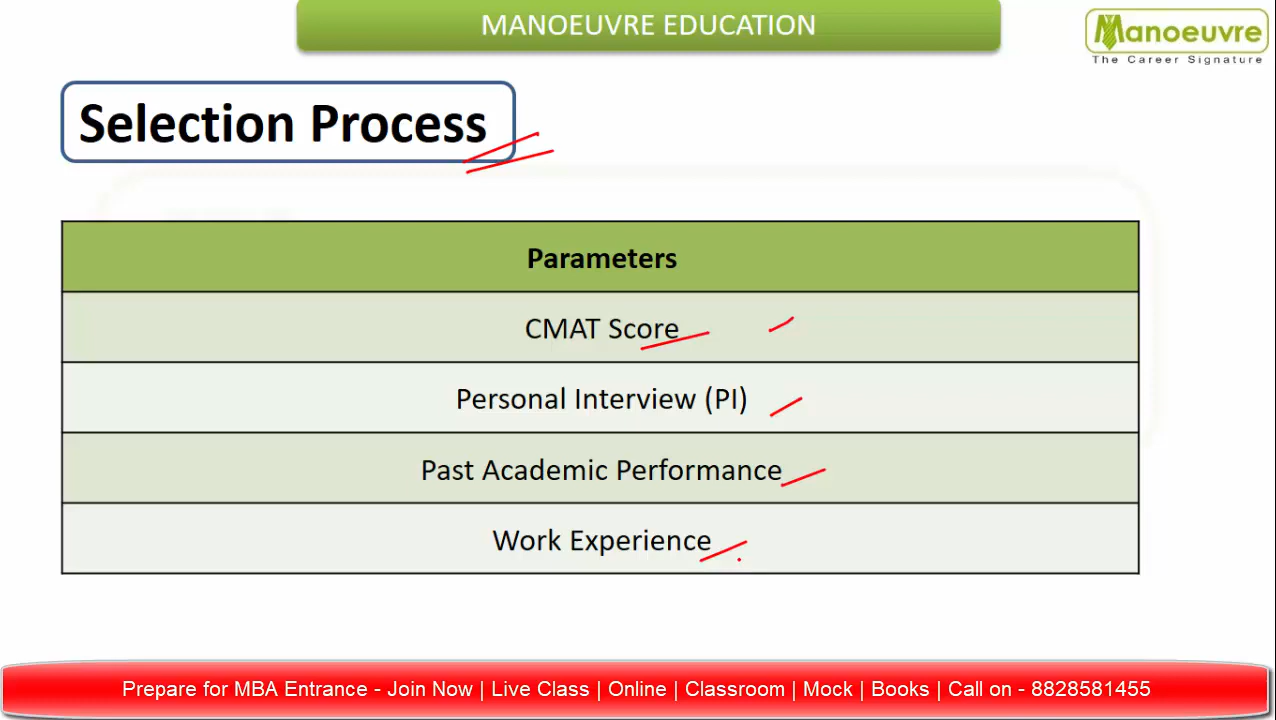 MANOEUVRE EDUCATION
Manoeuvre
The Career Signature
Selection Process
Parameters
CMAT Score
Personal Interview (PI)
Past Academic Performance
Work Experience
Prepare for MBA Entrance - Join Now | Live Class | Online | Classroom | Mock | Books | Call on - 8828581455